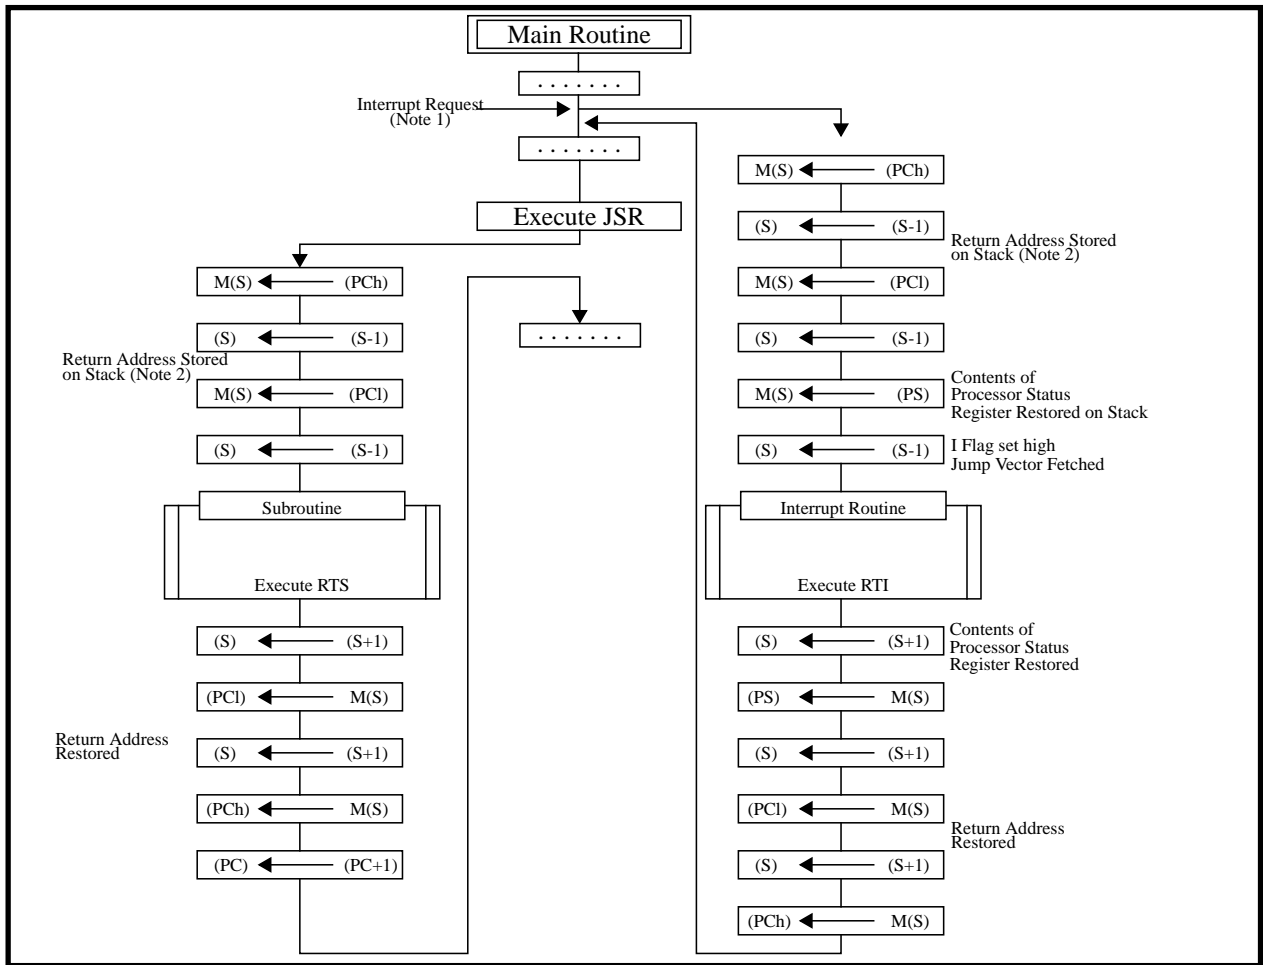 Main Routine
. . . . . . .
Interrupt Request
(Note 1)
. . . . . . .
Execute JSR
M(S) (PCh)
(S) (S-1)
Return Address Stored
on Stack (Note 2)
M(S) (PCl)
(S) (S-1)
Subroutine
Execute RTS
(S) (S+1)
(PCl) M(S)
Return Address
Restored
(S) (S+1)
(PCh) M(S)
(PC) (PC+1)
. . . . . . .
M(S) (PCh)
(S) (S-1)
Return Address Stored
on Stack (Note 2)
M(S) (PCl)
(S) (S-1)
M(S) (PS)
Contents of
Processor Status
Register Restored on Stack
(S) (S-1)
I Flag set high
Jump Vector Fetched
Interrupt Routine
Execute RTI
(S) (S+1)
Contents of
Processor Status
Register Restored
(PS) M(S)
(S) (S+1)
(PCl) M(S)
Return Address
Restored
(S) (S+1)
(PCh) M(S)